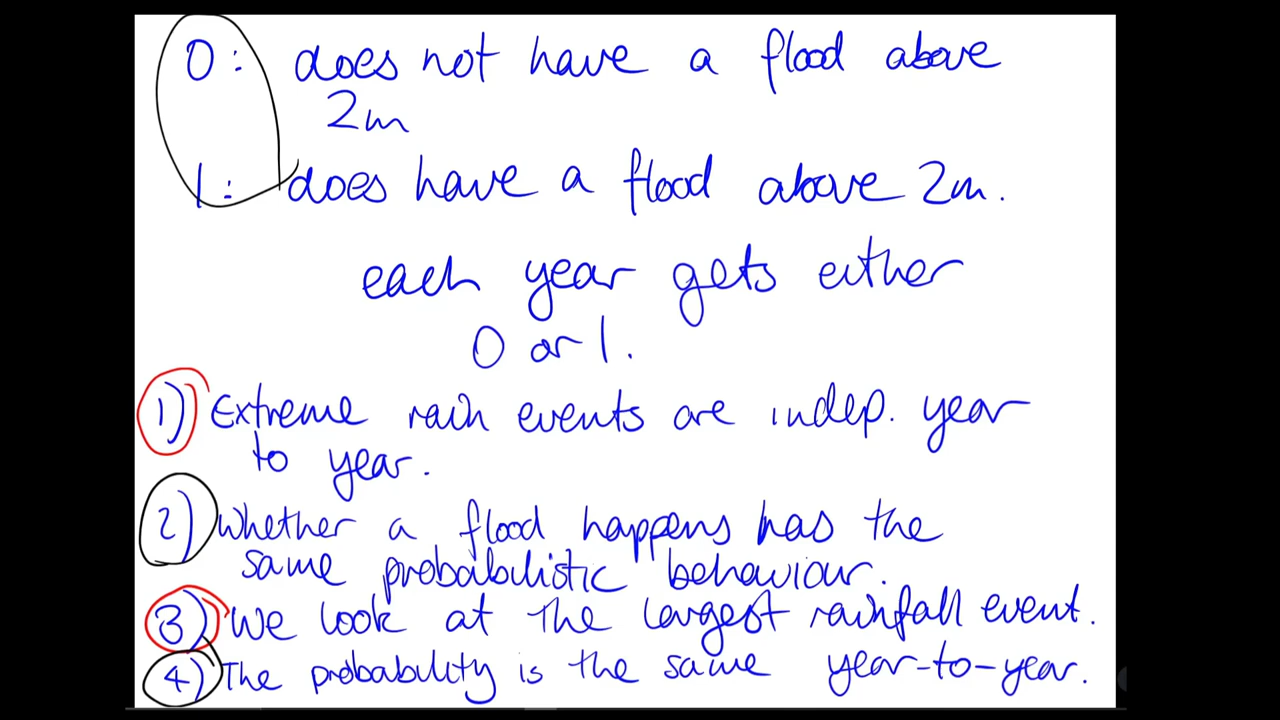 0: does not have a flood above
2m
1: does have a flood above 2m.
each year gets either
0 or 1.
1) Extreme rain events are indep. year
to year.
2) Whether a flood happens has the
same probabilistic behaviour.
3) We look at the largest rainfall event.
4) The probability is the same year-to-year.